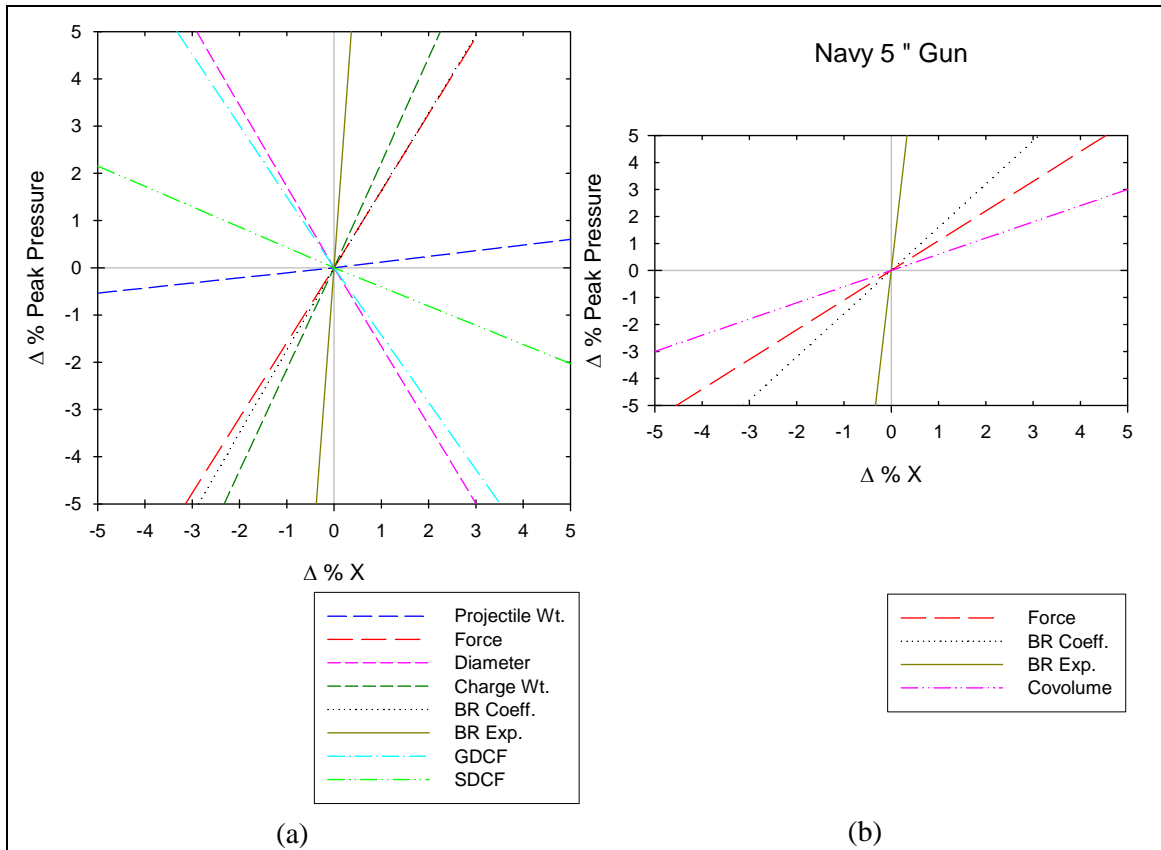 5
4
3
2
1
0
-1
-2
-3
-4
-5
-5 -4 -3 -2 -1 0 1 2 3 4 5
Δ % Peak Pressure
Δ % X
Projectile Wt.
Force
Diameter
Charge Wt.
BR Coeff.
BR Exp.
GDCF
SDCF
(a)
Navy 5 " Gun
5
4
3
2
1
0
-1
-2
-3
-4
-5
-5 -4 -3 -2 -1 0 1 2 3 4 5
Δ % Peak Pressure
Δ % X
Force
BR Coeff.
BR Exp.
Covolume
(b)